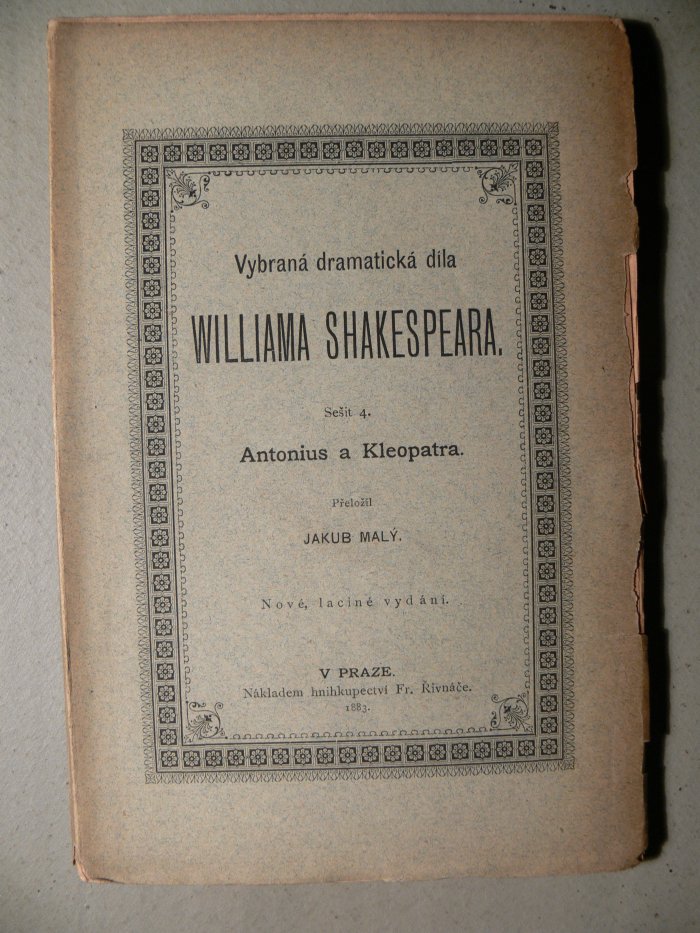 Vybraná dramatická díla
WILLIAMA SHAKESPEARA.
Sešit 4.
Antonius a Kleopatra.
Přeložil
JAKUB MALÝ.
Nové, laciné vydání.
V PRAZE.
Nákladem hnihkupectví Fr. Řivnáče.
1883.